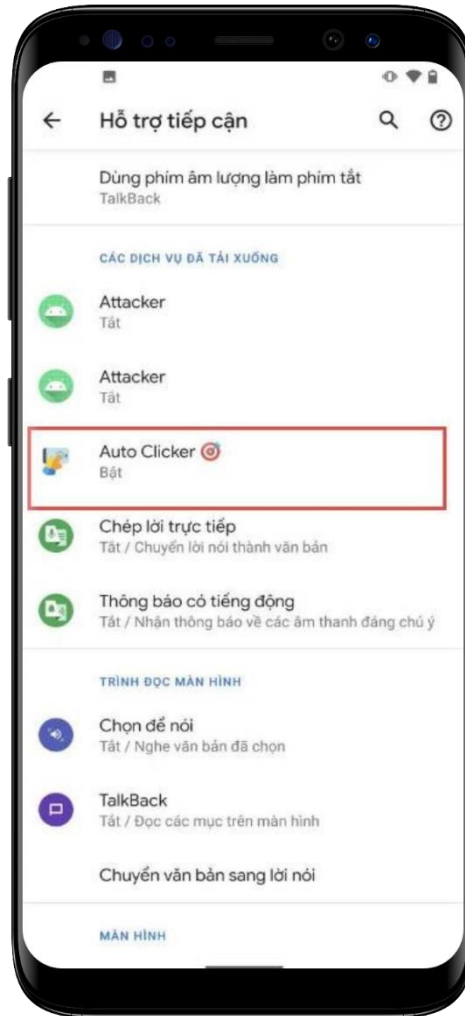 Hỗ trợ tiếp cận
Dùng phím âm lượng làm phím tắt
TalkBack
CÁC DỊCH VỤ ĐÃ TẢI XUỐNG
Attacker
Tắt
Attacker
Tắt
Auto Clicker 🎯
Bật
Chép lời trực tiếp
Tắt / Chuyển lời nói thành văn bản
Thông báo có tiếng động
Tắt / Nhận thông báo về các âm thanh đáng chú ý
TRÌNH ĐỌC MÀN HÌNH
Chọn để nói
Tắt / Nghe văn bản đã chọn
TalkBack
Tắt / Đọc các mục trên màn hình
Chuyển văn bản sang lời nói
MÀN HÌNH